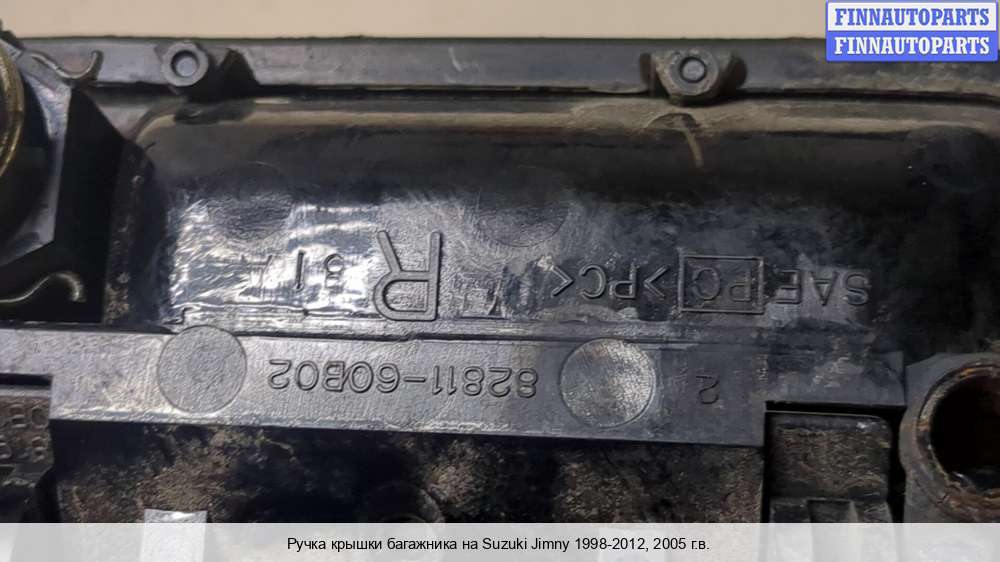 FINNAUTOPARTS
FINNAUTOPARTS
SAE PC >PC<
R
2
82811-60B02
Ручка крышки багажника на Suzuki Jimny 1998-2012, 2005 г.в.